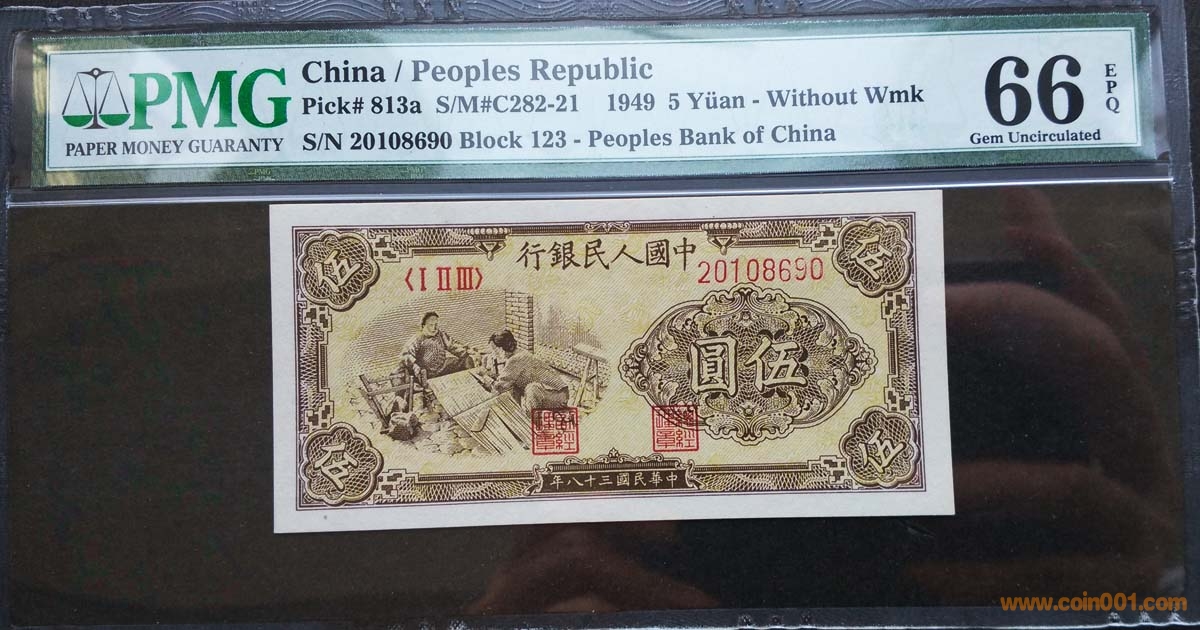 PMG
PAPER MONEY GUARANTY
China / Peoples Republic
Pick# 813a S/M#C282-21 1949 5 Yüan - Without Wmk
S/N 20108690 Block 123 - Peoples Bank of China
66 EPQ
Gem Uncirculated
行銀民人國中
〈I II III〉
20108690
伍
伍
圓伍
伍
伍
年八十三國民華中
www.coin001.com